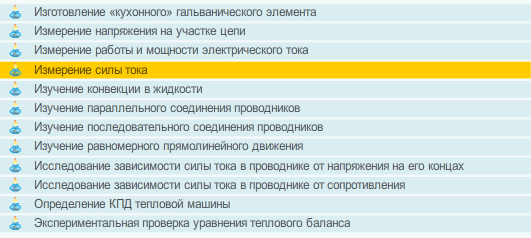 Изготовление «кухонного» гальванического элемента
Измерение напряжения на участке цепи
Измерение работы и мощности электрического тока
Измерение силы тока
Изучение конвекции в жидкости
Изучение параллельного соединения проводников
Изучение последовательного соединения проводников
Изучение равномерного прямолинейного движения
Исследование зависимости силы тока в проводнике от напряжения на его концах
Исследование зависимости силы тока в проводнике от сопротивления
Определение КПД тепловой машины
Экспериментальная проверка уравнения теплового баланса